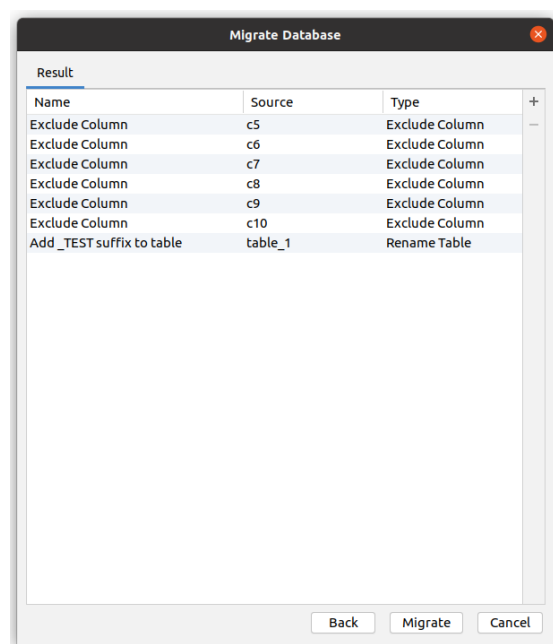 Migrate Database
Result
Name Source Type +
Exclude Column c5 Exclude Column
Exclude Column c6 Exclude Column
Exclude Column c7 Exclude Column
Exclude Column c8 Exclude Column
Exclude Column c9 Exclude Column
Exclude Column c10 Exclude Column
Add _TEST suffix to table table_1 Rename Table
Back Migrate Cancel